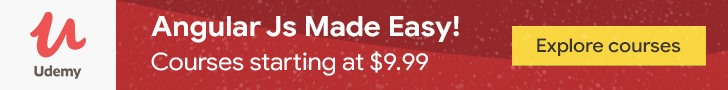 Udemy
Angular Js Made Easy!
Courses starting at $9.99
Explore courses